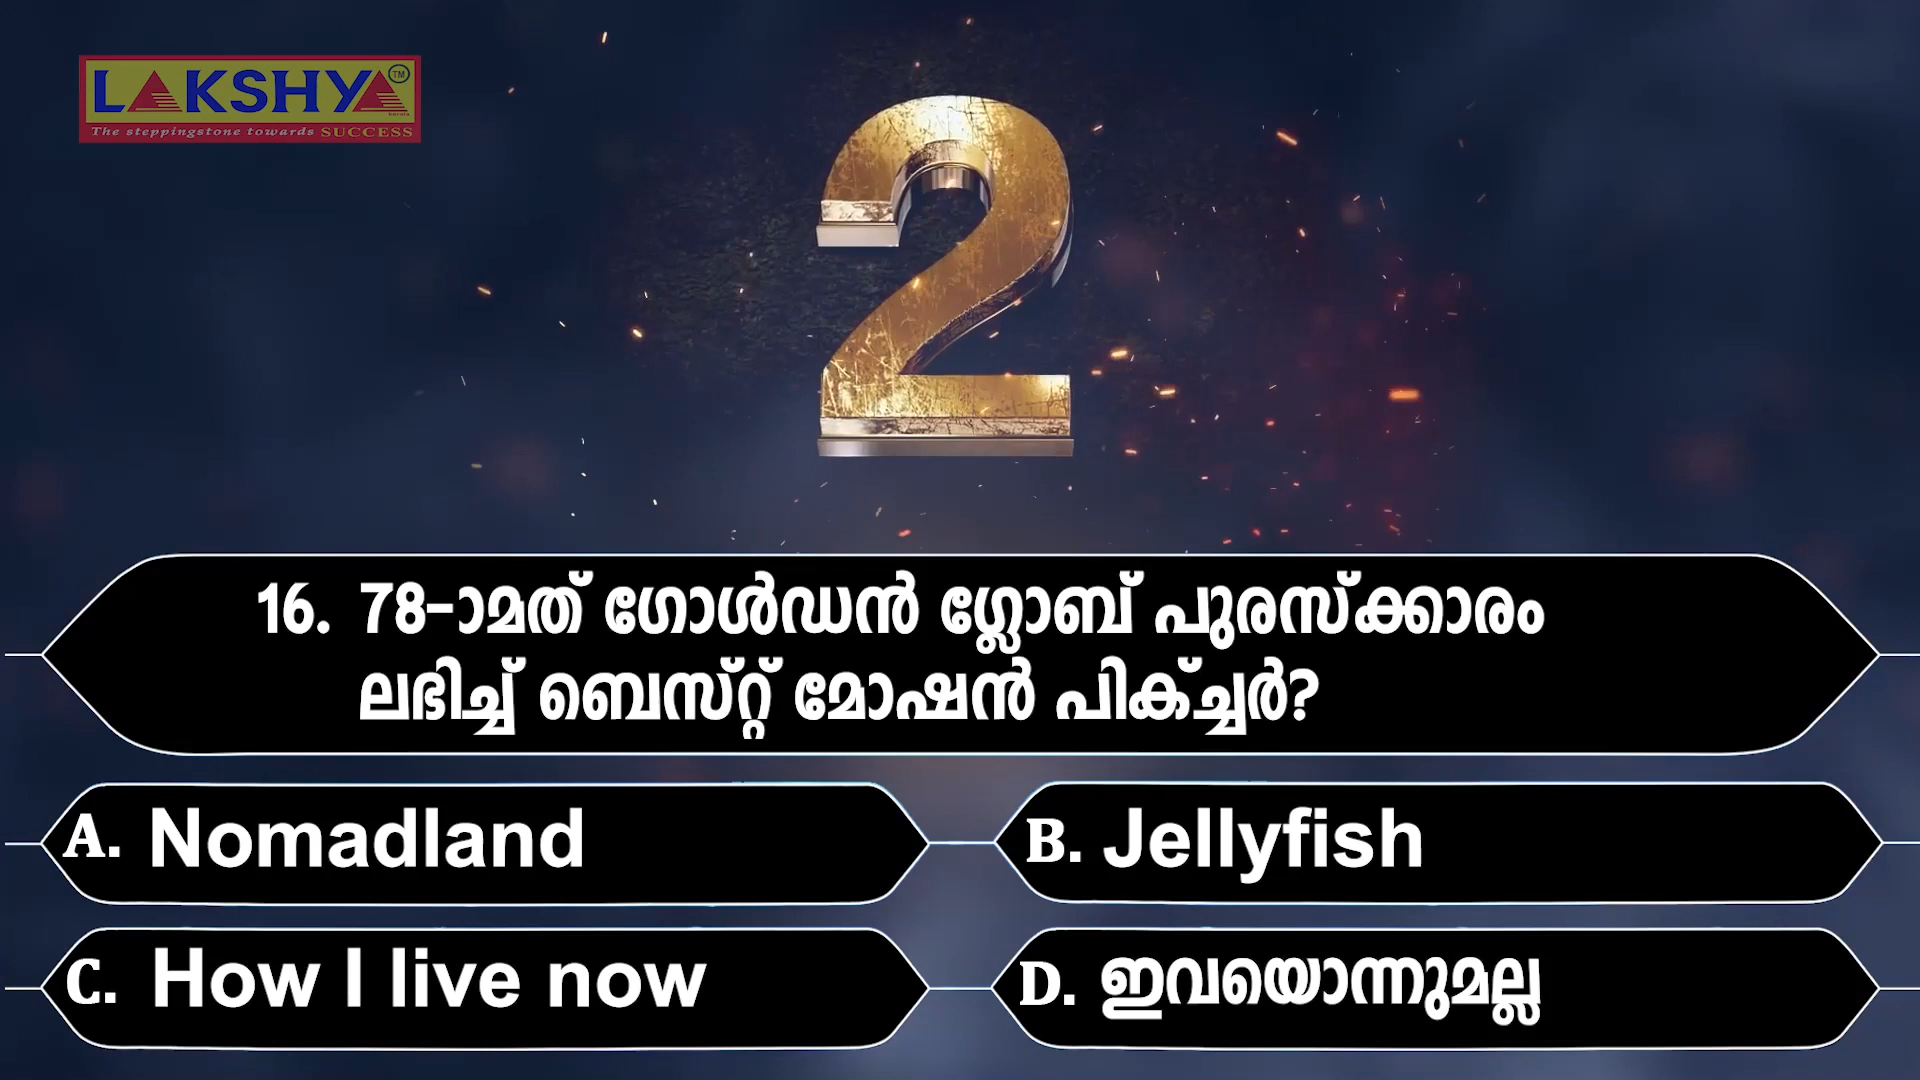 LAKSHYA TM
The steppingstone towards SUCCESS
2
16. 78-ാമത് ഗോൾഡൻ ഗ്ലോബ് പുരസ്ക്കാരം
ലഭിച്ച് ബെസ്റ്റ് മോഷൻ പിക്ച്ചർ?
A. Nomadland
B. Jellyfish
C. How I live now
D. ഇവയൊന്നുമല്ല